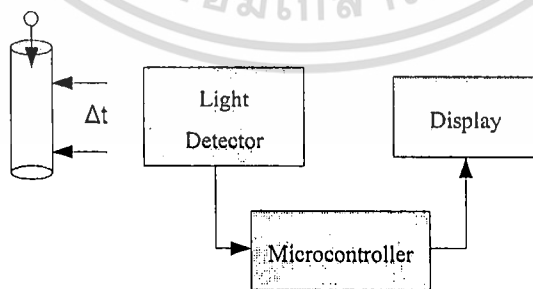 Δt
Light
Detector
Display
Microcontroller